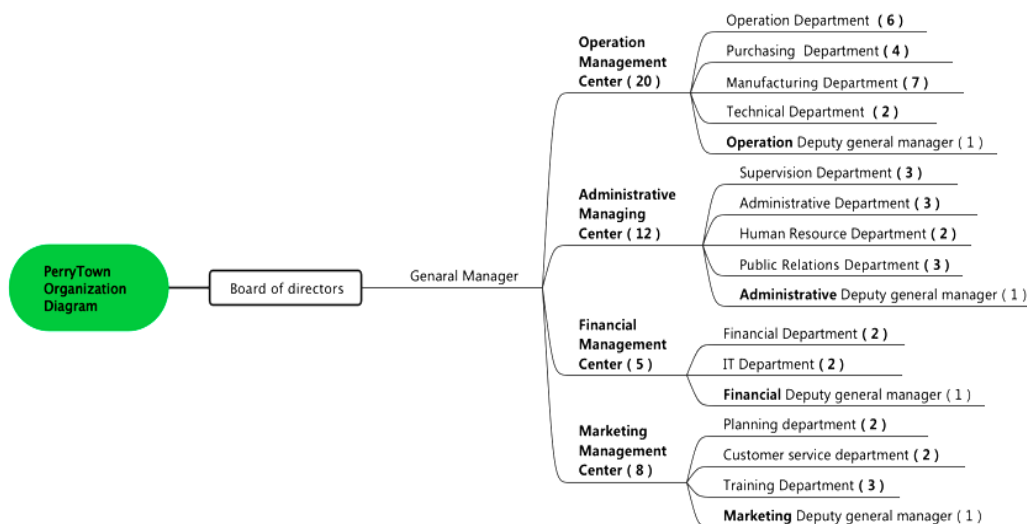 PerryTown
Organization
Diagram
Board of directors
Genaral Manager
Operation
Management
Center ( 20 )
Operation Department ( 6 )
Purchasing Department ( 4 )
Manufacturing Department ( 7 )
Technical Department ( 2 )
Operation Deputy general manager ( 1 )
Administrative
Managing
Center ( 12 )
Supervision Department ( 3 )
Administrative Department ( 3 )
Human Resource Department ( 2 )
Public Relations Department ( 3 )
Administrative Deputy general manager ( 1 )
Financial
Management
Center ( 5 )
Financial Department ( 2 )
IT Department ( 2 )
Financial Deputy general manager ( 1 )
Marketing
Management
Center ( 8 )
Planning department ( 2 )
Customer service department ( 2 )
Training Department ( 3 )
Marketing Deputy general manager ( 1 )